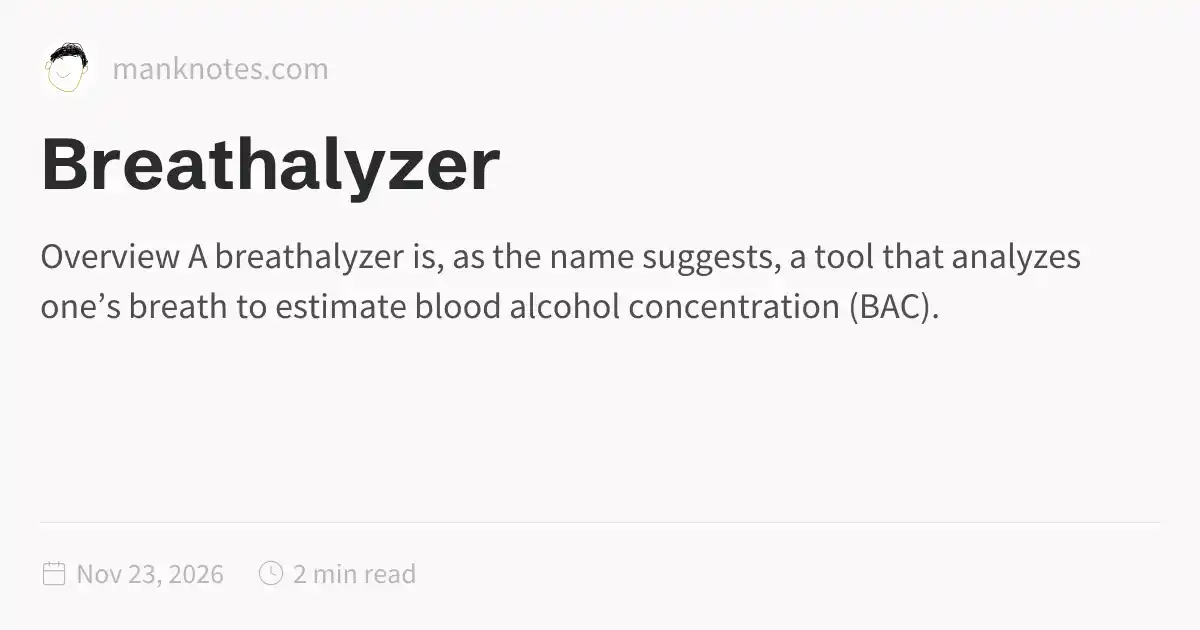 manknotes.com
Breathalyzer
Overview A breathalyzer is, as the name suggests, a tool that analyzes
one’s breath to estimate blood alcohol concentration (BAC).
Nov 23, 2026 2 min read